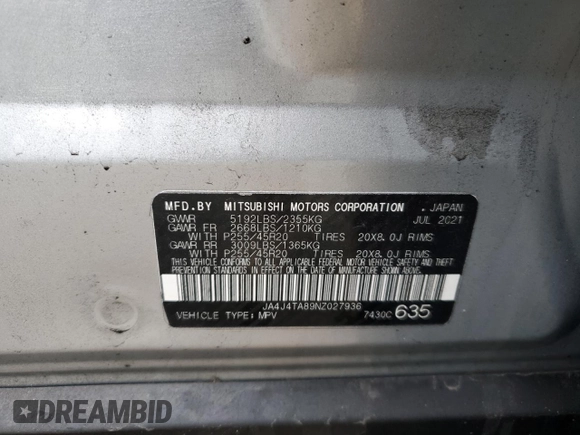 MFD.BY MITSUBISHI MOTORS CORPORATION . JAPAN
GVWR 5192LBS/2355KG JUL 2021
GAWR FR 2668LBS/1210KG
WITH P255/45R20 TIRES 20X8.0J RIMS
GAWR RR 3009LBS/1365KG
WITH P255/45R20 TIRES 20X8.0J RIMS
THIS VEHICLE CONFORMS TO ALL APPLICABLE FEDERAL MOTOR VEHICLE SAFETY, BUMPER, AND THEFT
PREVENTION STANDARDS IN EFFECT ON THE DATE OF MANUFACTURE SHOWN ABOVE.
JA4J4TA89NZ027936
VEHICLE TYPE:MPV 7430C 635
DREAMBID